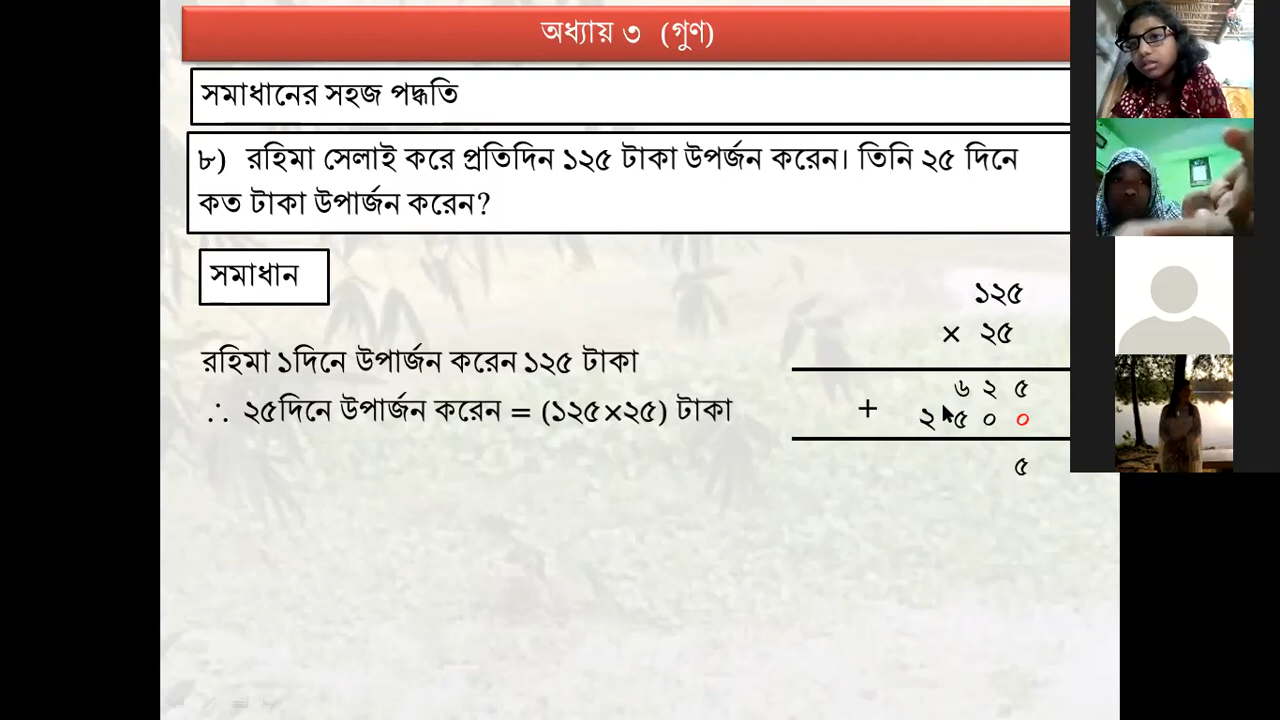 অধ্যায় ৩ (গুণ)
সমাধানের সহজ পদ্ধতি
৮) রহিমা সেলাই করে প্রতিদিন ১২৫ টাকা উপর্জন করেন। তিনি ২৫ দিনে
কত টাকা উপার্জন করেন?
সমাধান
রহিমা ১দিনে উপার্জন করেন ১২৫ টাকা
∴ ২৫দিনে উপার্জন করেন = (১২৫×২৫) টাকা
১২৫
× ২৫
৬ ২ ৫
+ ২ ৫ ০ ০
৫